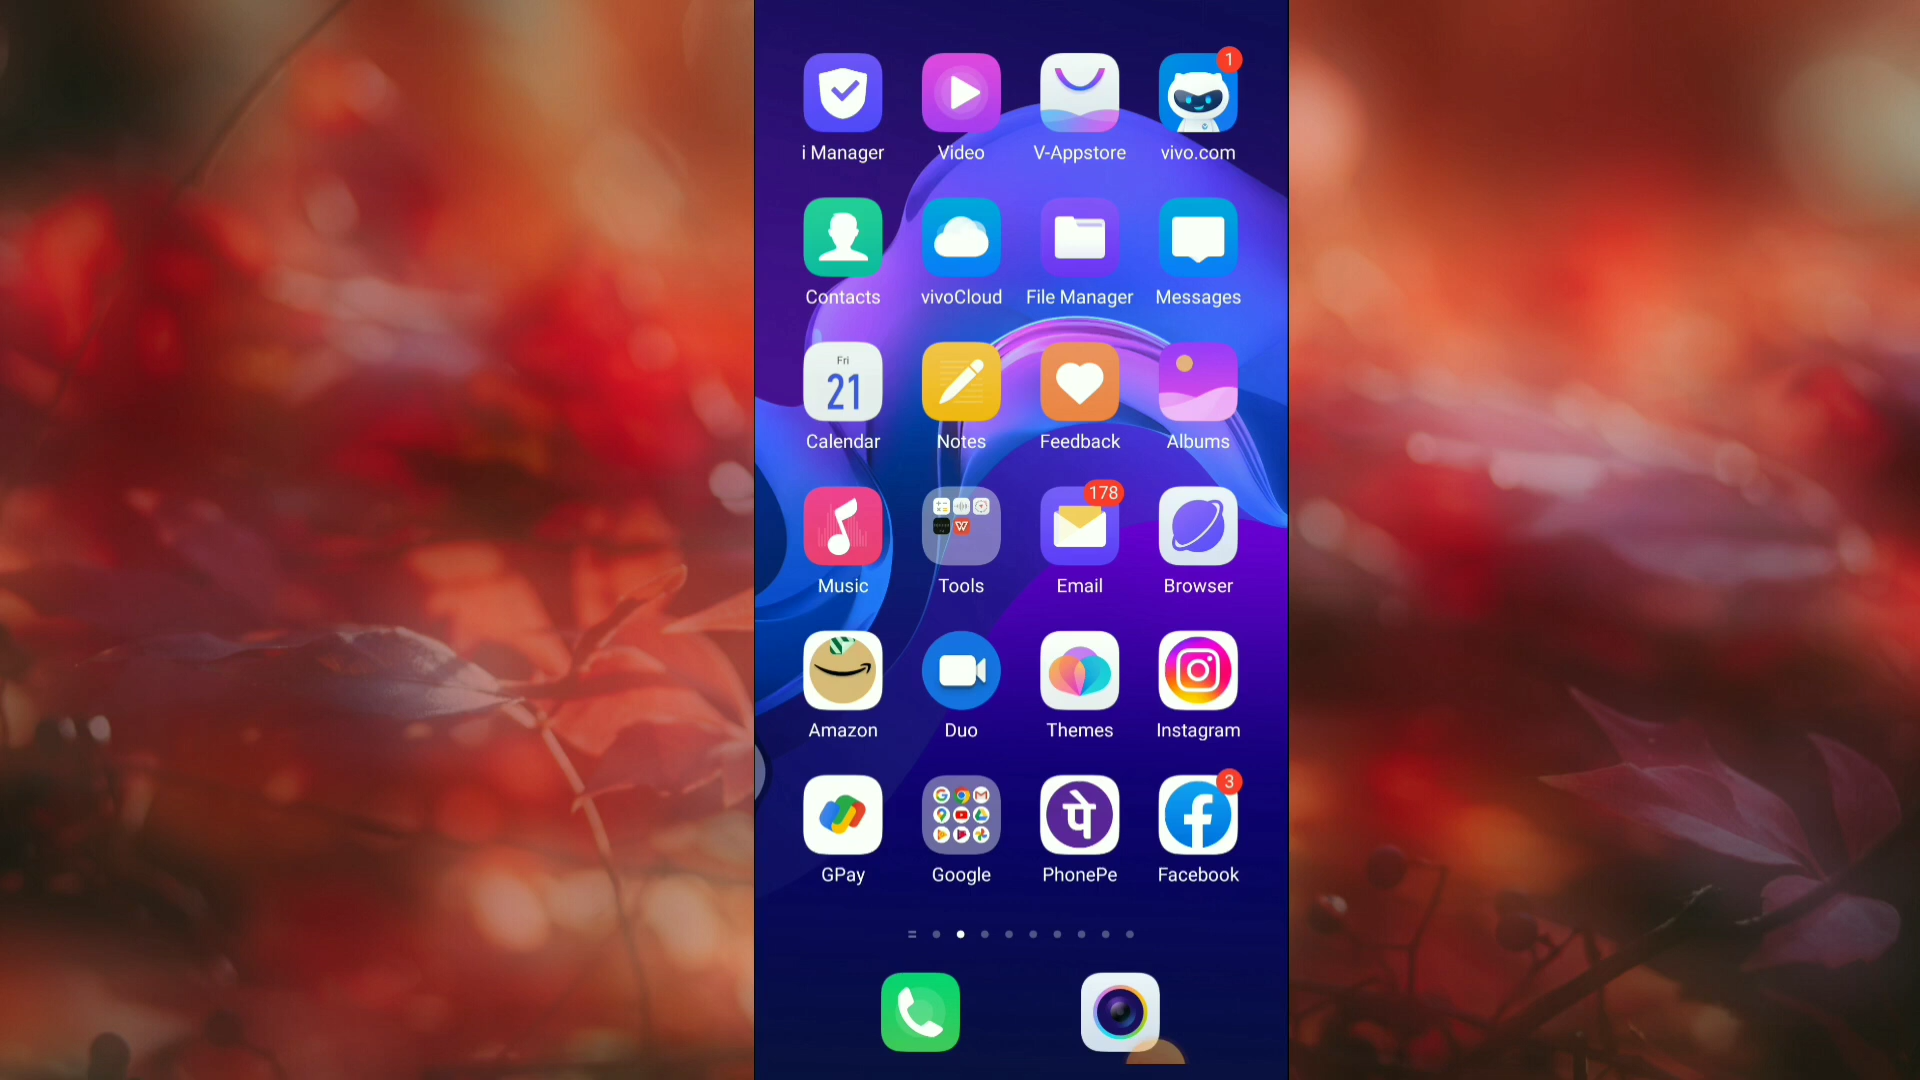 1
i Manager Video V-Appstore vivo.com
Contacts vivoCloud File Manager Messages
Fri
21
Calendar Notes Feedback Albums
178
W
Music Tools Email Browser
Amazon Duo Themes Instagram
3
पे
GPay Google PhonePe Facebook